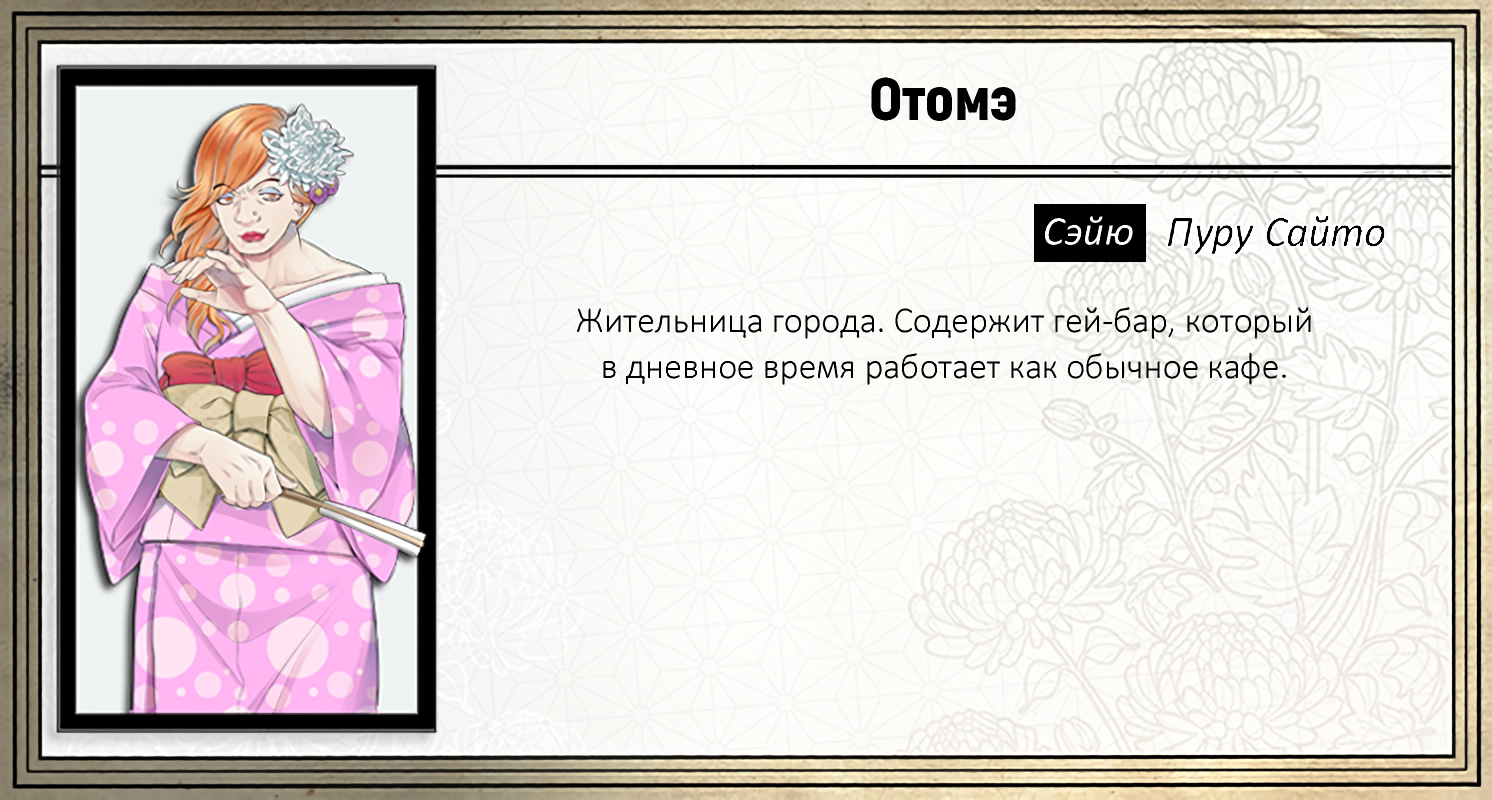 Отомэ
Сэйю Пуру Сайто
Жительница города. Содержит гей-бар, который
в дневное время работает как обычное кафе.